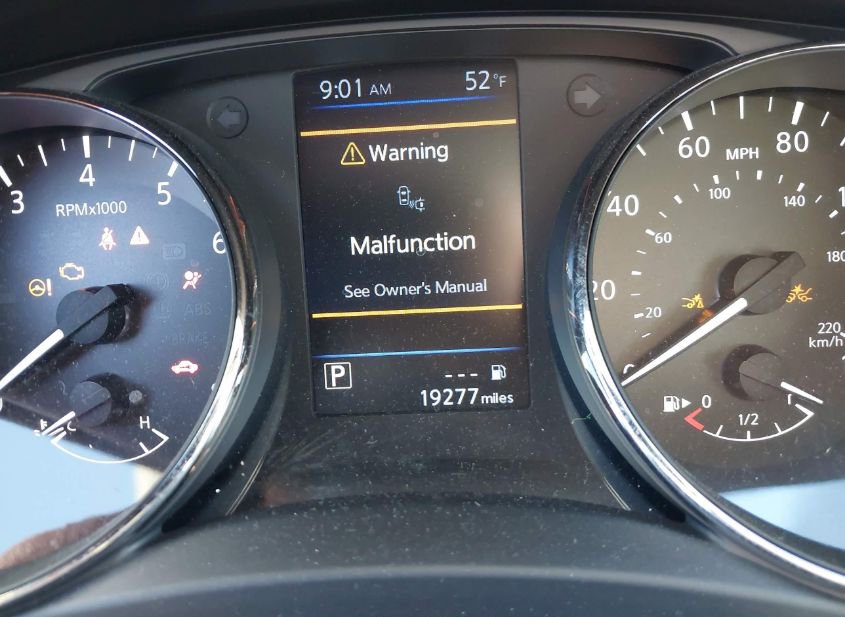 9:01 AM 52°F
Warning
Malfunction
See Owner's Manual
P
---
19277 miles
3 4 5 6
RPMx1000
ABS
BRAKE
C H
20 40 60 80
MPH
20 60 100 140 180 220
km/h
0 1/2